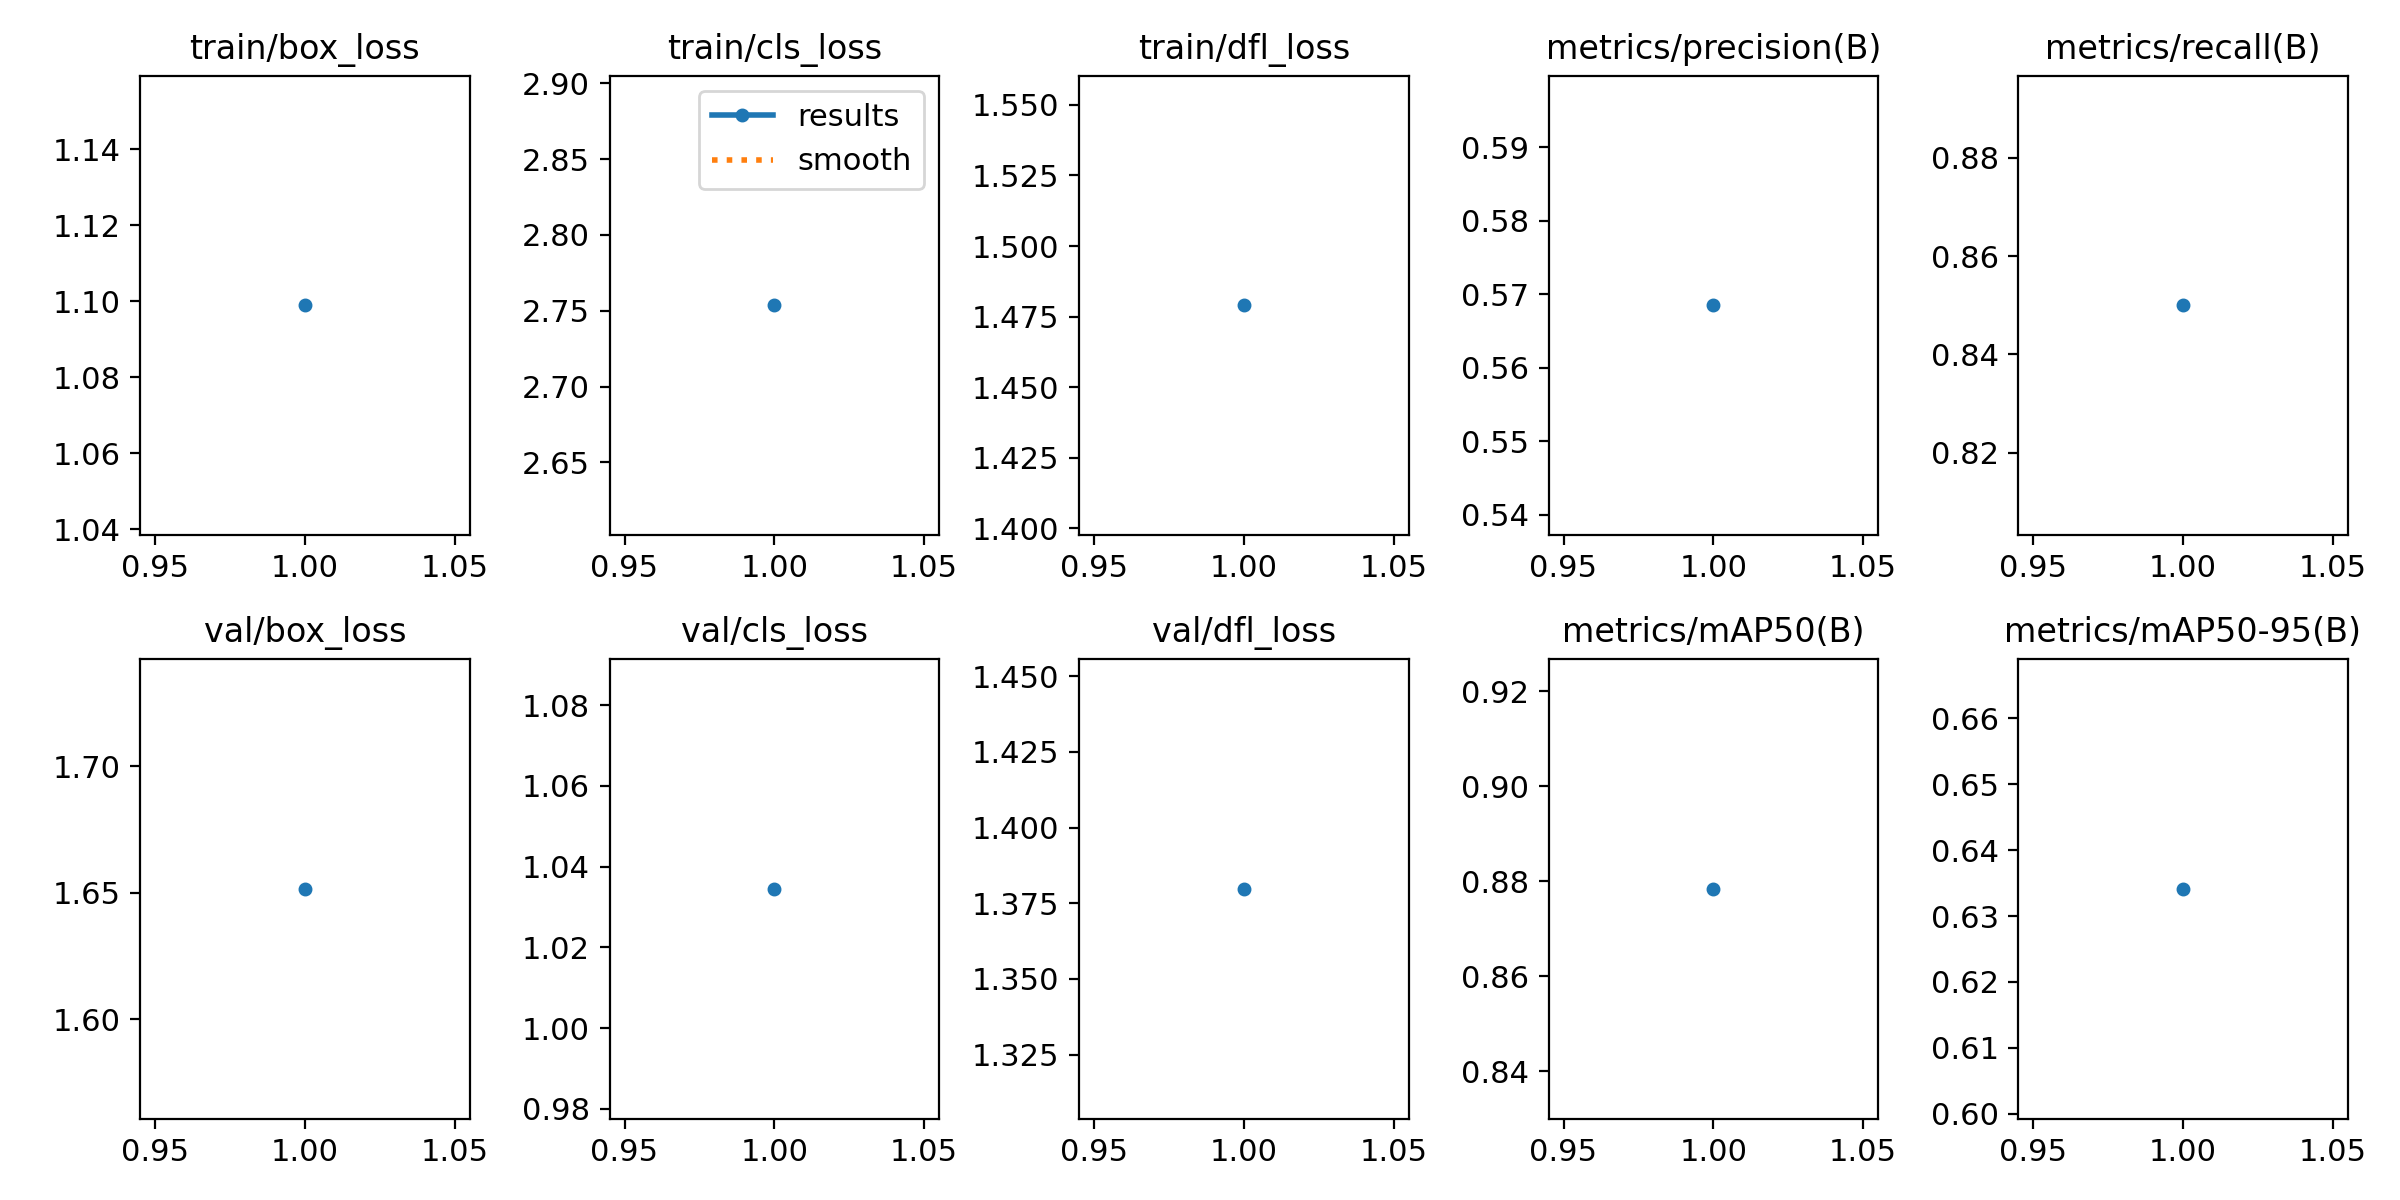 train/box_loss
1.14
1.12
1.10
1.08
1.06
1.04
0.95 1.00 1.05
train/cls_loss
2.90
2.85
2.80
2.75
2.70
2.65
results
smooth
0.95 1.00 1.05
train/dfl_loss
1.550
1.525
1.500
1.475
1.450
1.425
1.400
0.95 1.00 1.05
metrics/precision(B)
0.59
0.58
0.57
0.56
0.55
0.54
0.95 1.00 1.05
metrics/recall(B)
0.88
0.86
0.84
0.82
0.95 1.00 1.05
val/box_loss
1.70
1.65
1.60
0.95 1.00 1.05
val/cls_loss
1.08
1.06
1.04
1.02
1.00
0.98
0.95 1.00 1.05
val/dfl_loss
1.450
1.425
1.400
1.375
1.350
1.325
0.95 1.00 1.05
metrics/mAP50(B)
0.92
0.90
0.88
0.86
0.84
0.95 1.00 1.05
metrics/mAP50-95(B)
0.66
0.65
0.64
0.63
0.62
0.61
0.60
0.95 1.00 1.05